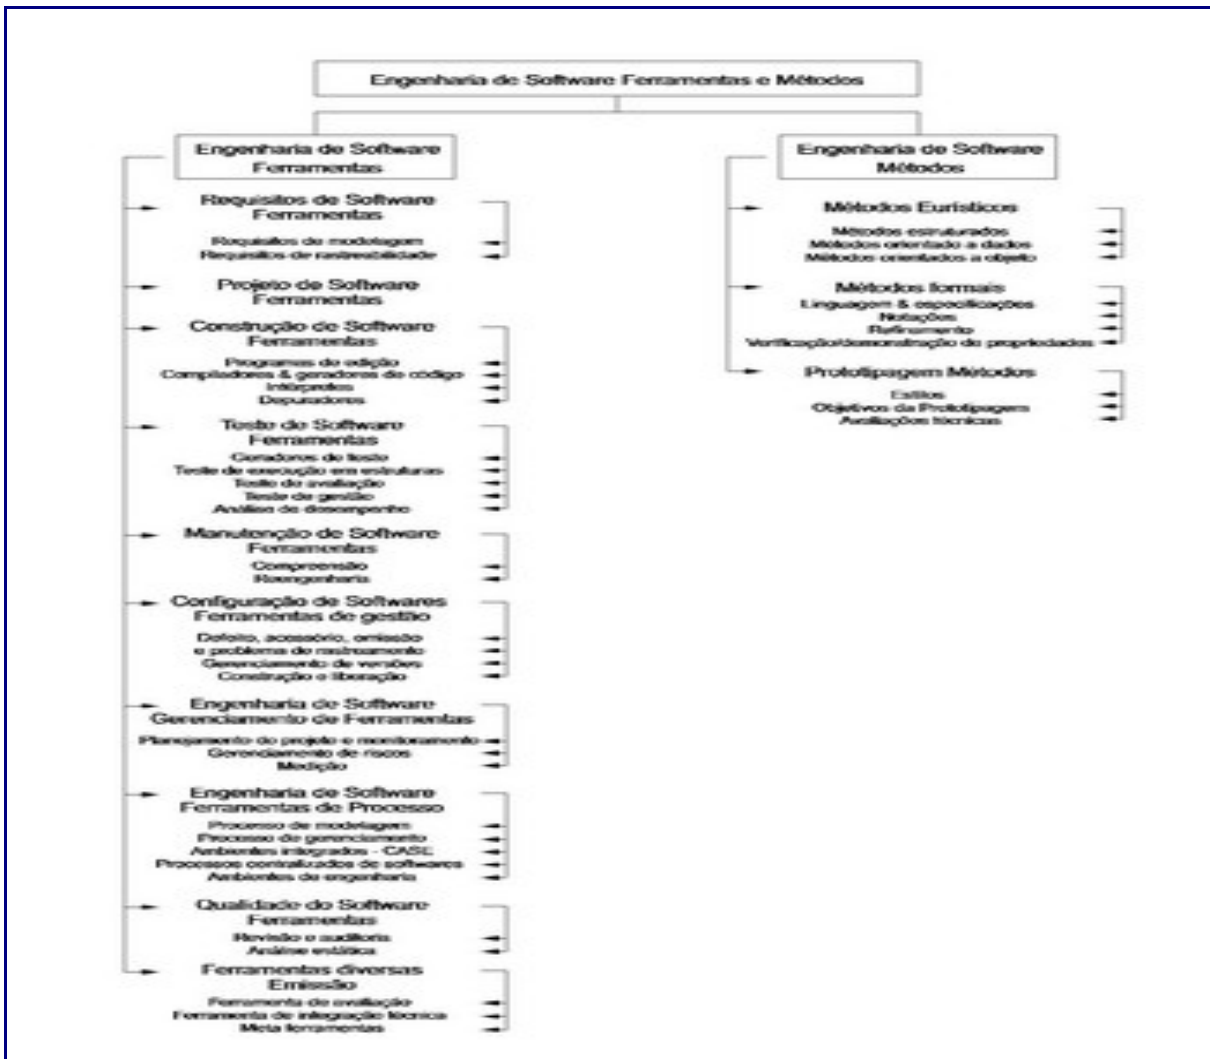 Engenharia de Software Ferramentas e Métodos
Engenharia de Software
Ferramentas
Requisitos de Software
Ferramentas
Requisitos de modelagem
Requisitos de rastreabilidade
Projeto de Software
Ferramentas
Construção de Software
Ferramentas
Programas de edição
Compiladores & geradores de código
Intérpretes
Depuradores
Teste de Software
Ferramentas
Geradores de teste
Teste de execução em estruturas
Teste de avaliação
Teste de gestão
Análise de desempenho
Manutenção de Software
Ferramentas
Compreensão
Reengenharia
Configuração de Softwares
Ferramentas de gestão
Defeito, acessório, emissão
e problema de rastreamento
Gerenciamento de versões
Construção e liberação
Engenharia de Software
Gerenciamento de Ferramentas
Planejamento do projeto e monitoramento
Gerenciamento de riscos
Medição
Engenharia de Software
Ferramentas de Processo
Processo de modelagem
Processo de gerenciamento
Ambientes integrados - CASE
Processos centralizados de softwares
Ambientes de engenharia
Qualidade do Software
Ferramentas
Revisão e auditoria
Análise estática
Ferramentas diversas
Emissão
Ferramenta de avaliação
Ferramenta de integração técnica
Meta ferramentas
Engenharia de Software
Métodos
Métodos Eurísticos
Métodos estruturados
Métodos orientado a dados
Métodos orientados a objeto
Métodos formais
Linguagem & especificações
Notações
Refinamento
Verificação/demonstração de propriedades
Prototipagem Métodos
Estilos
Objetivos da Prototipagem
Avaliações técnicas